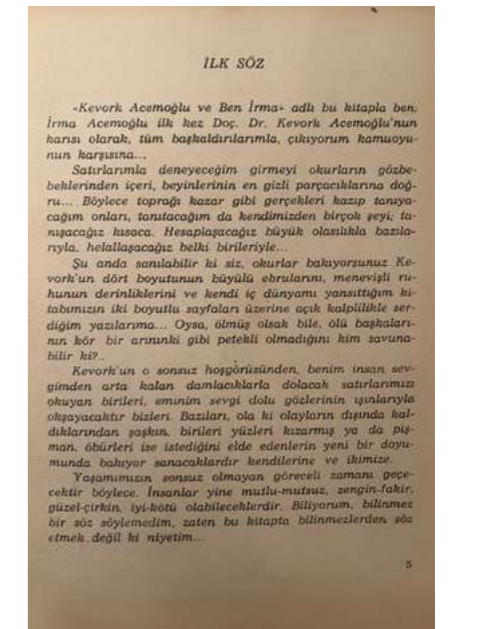 İLK SÖZ
«Kevork Acemoğlu ve Ben İrma» adlı bu kitapla ben;
İrma Acemoğlu ilk kez Doç. Dr. Kevork Acemoğlu'nun
karısı olarak, tüm başkaldırılarımla, çıkıyorum kamuoyu-
nun karşısına...
Satırlarımla deneyeceğim girmeyi okurların gözbe-
beklerinden içeri, beyinlerinin en gizli parçacıklarına doğ-
ru... Böylece toprağı kazar gibi gerçekleri kazıp tanıya-
cağım onları, tanıtacağım da kendimizden birçok şeyi; ta-
nışacağız kısaca. Hesaplaşacağız büyük olasılıkla bazıla-
rıyla, helallaşacağız belki birileriyle...
Şu anda sanılabilir ki siz, okurlar bakıyorsunuz Ke-
vork'un dört boyutunun büyülü ebrularını, menevişli ru-
hunun derinliklerini ve kendi iç dünyamı yansıttığım ki-
tabımızın iki boyutlu sayfaları üzerine açık kalplilikle ser-
diğim yazılarıma... Oysa, ölmüş olsak bile, ölü başkaları-
nın kör bir arınınki gibi petekli olmadığını kim savuna-
bilir ki?..
Kevork'un o sonsuz hoşgörüsünden, benim insan sev-
gimden arta kalan damlacıklarla dolacak satırlarımızı
okuyan birileri, eminim sevgi dolu gözlerinin ışınlarıyla
okşayacaktır bizleri. Bazıları, ola ki olayların dışında kal-
dıklarından şaşkın, birileri yüzleri kızarmış ya da piş-
man, öbürleri ise istediğini elde edenlerin yeni bir doyu-
munda bakıyor sanacaklardır kendilerine ve ikimize.
Yaşamımızın sonsuz olmayan göreceli zamanı geçe-
cektir böylece. İnsanlar yine mutlu-mutsuz, zengin-fakir,
güzel-çirkin, iyi-kötü olabileceklerdir. Biliyorum, bilinmez
bir söz söylemedim, zaten bu kitapta bilinmezlerden söz
etmek değil ki niyetim...
5